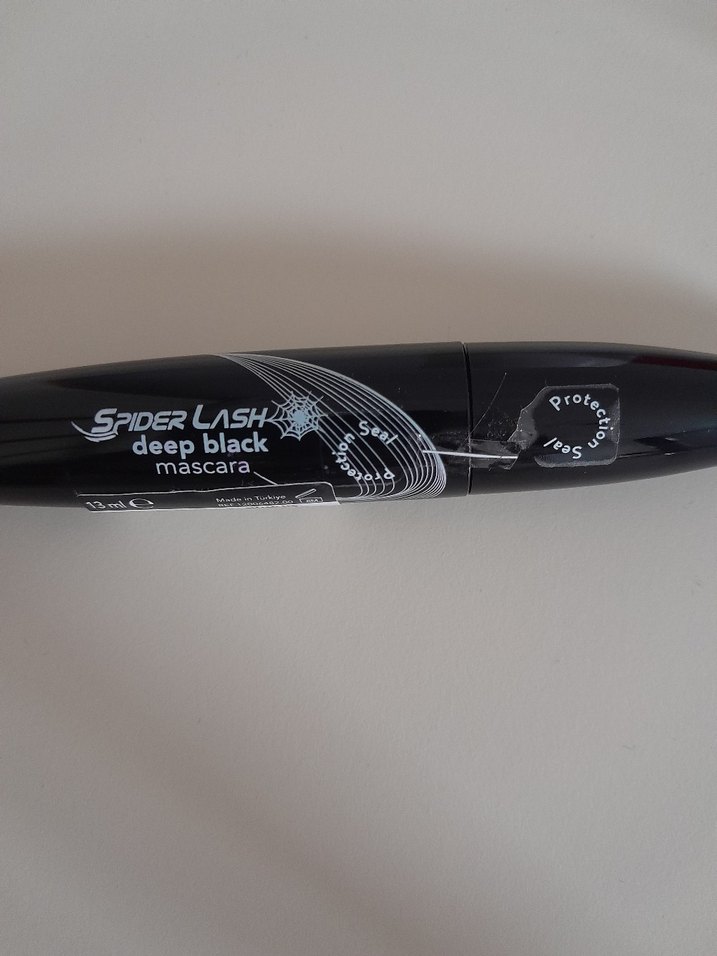 SPIDER LASH
deep black
mascara
Protection Seal
Protection Seal
13 ml ℮
Made in Türkiye